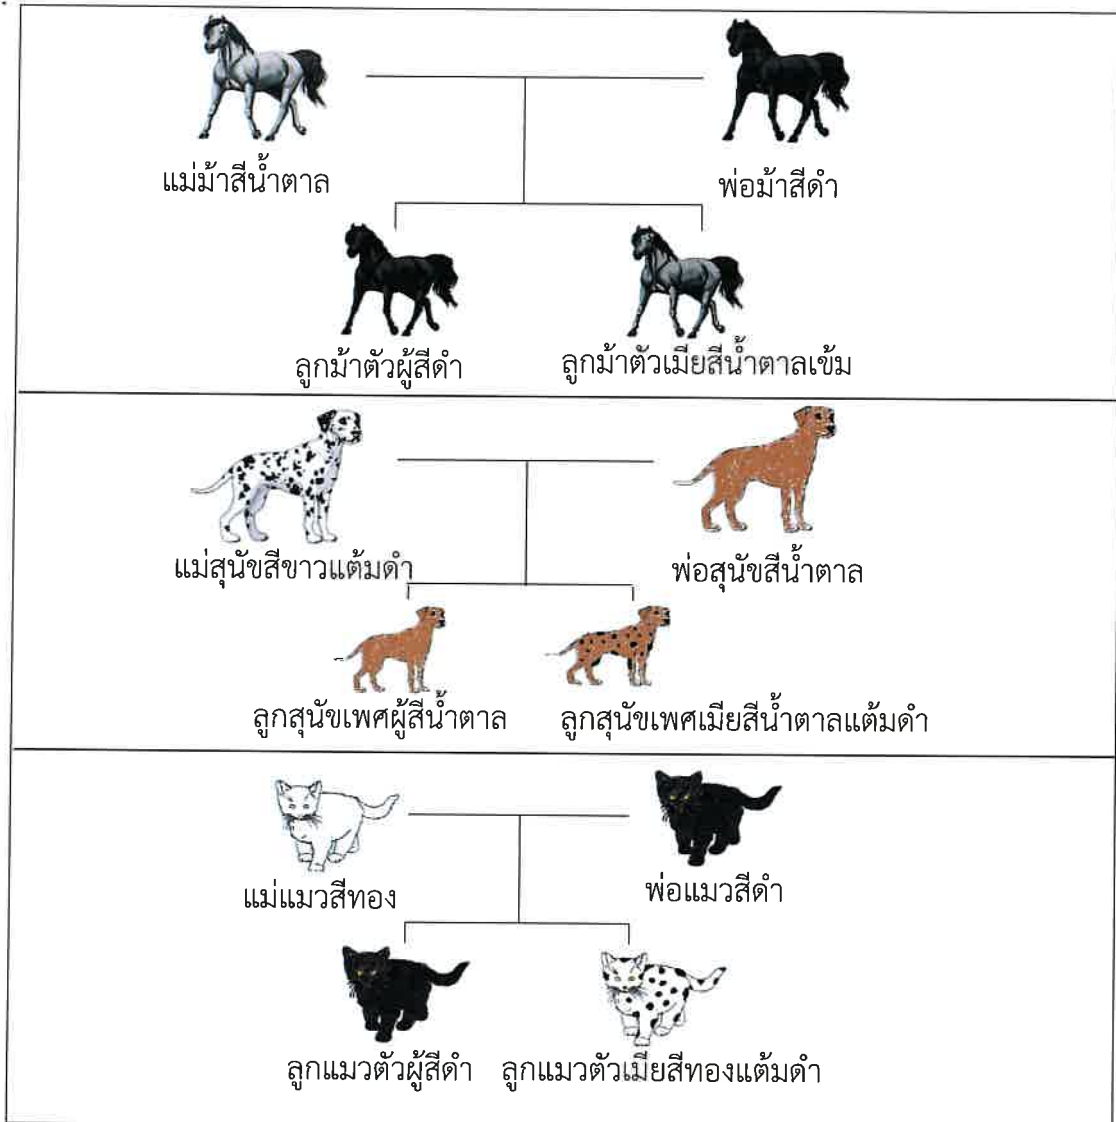 แม่ม้าสีน้ำตาล
พ่อม้าสีดำ
ลูกม้าตัวผู้สีดำ
ลูกม้าตัวเมียสีน้ำตาลเข้ม
แม่สุนัขสีขาวแต้มดำ
พ่อสุนัขสีน้ำตาล
ลูกสุนัขเพศผู้สีน้ำตาล
ลูกสุนัขเพศเมียสีน้ำตาลแต้มดำ
แม่แมวสีทอง
พ่อแมวสีดำ
ลูกแมวตัวผู้สีดำ
ลูกแมวตัวเมียสีทองแต้มดำ